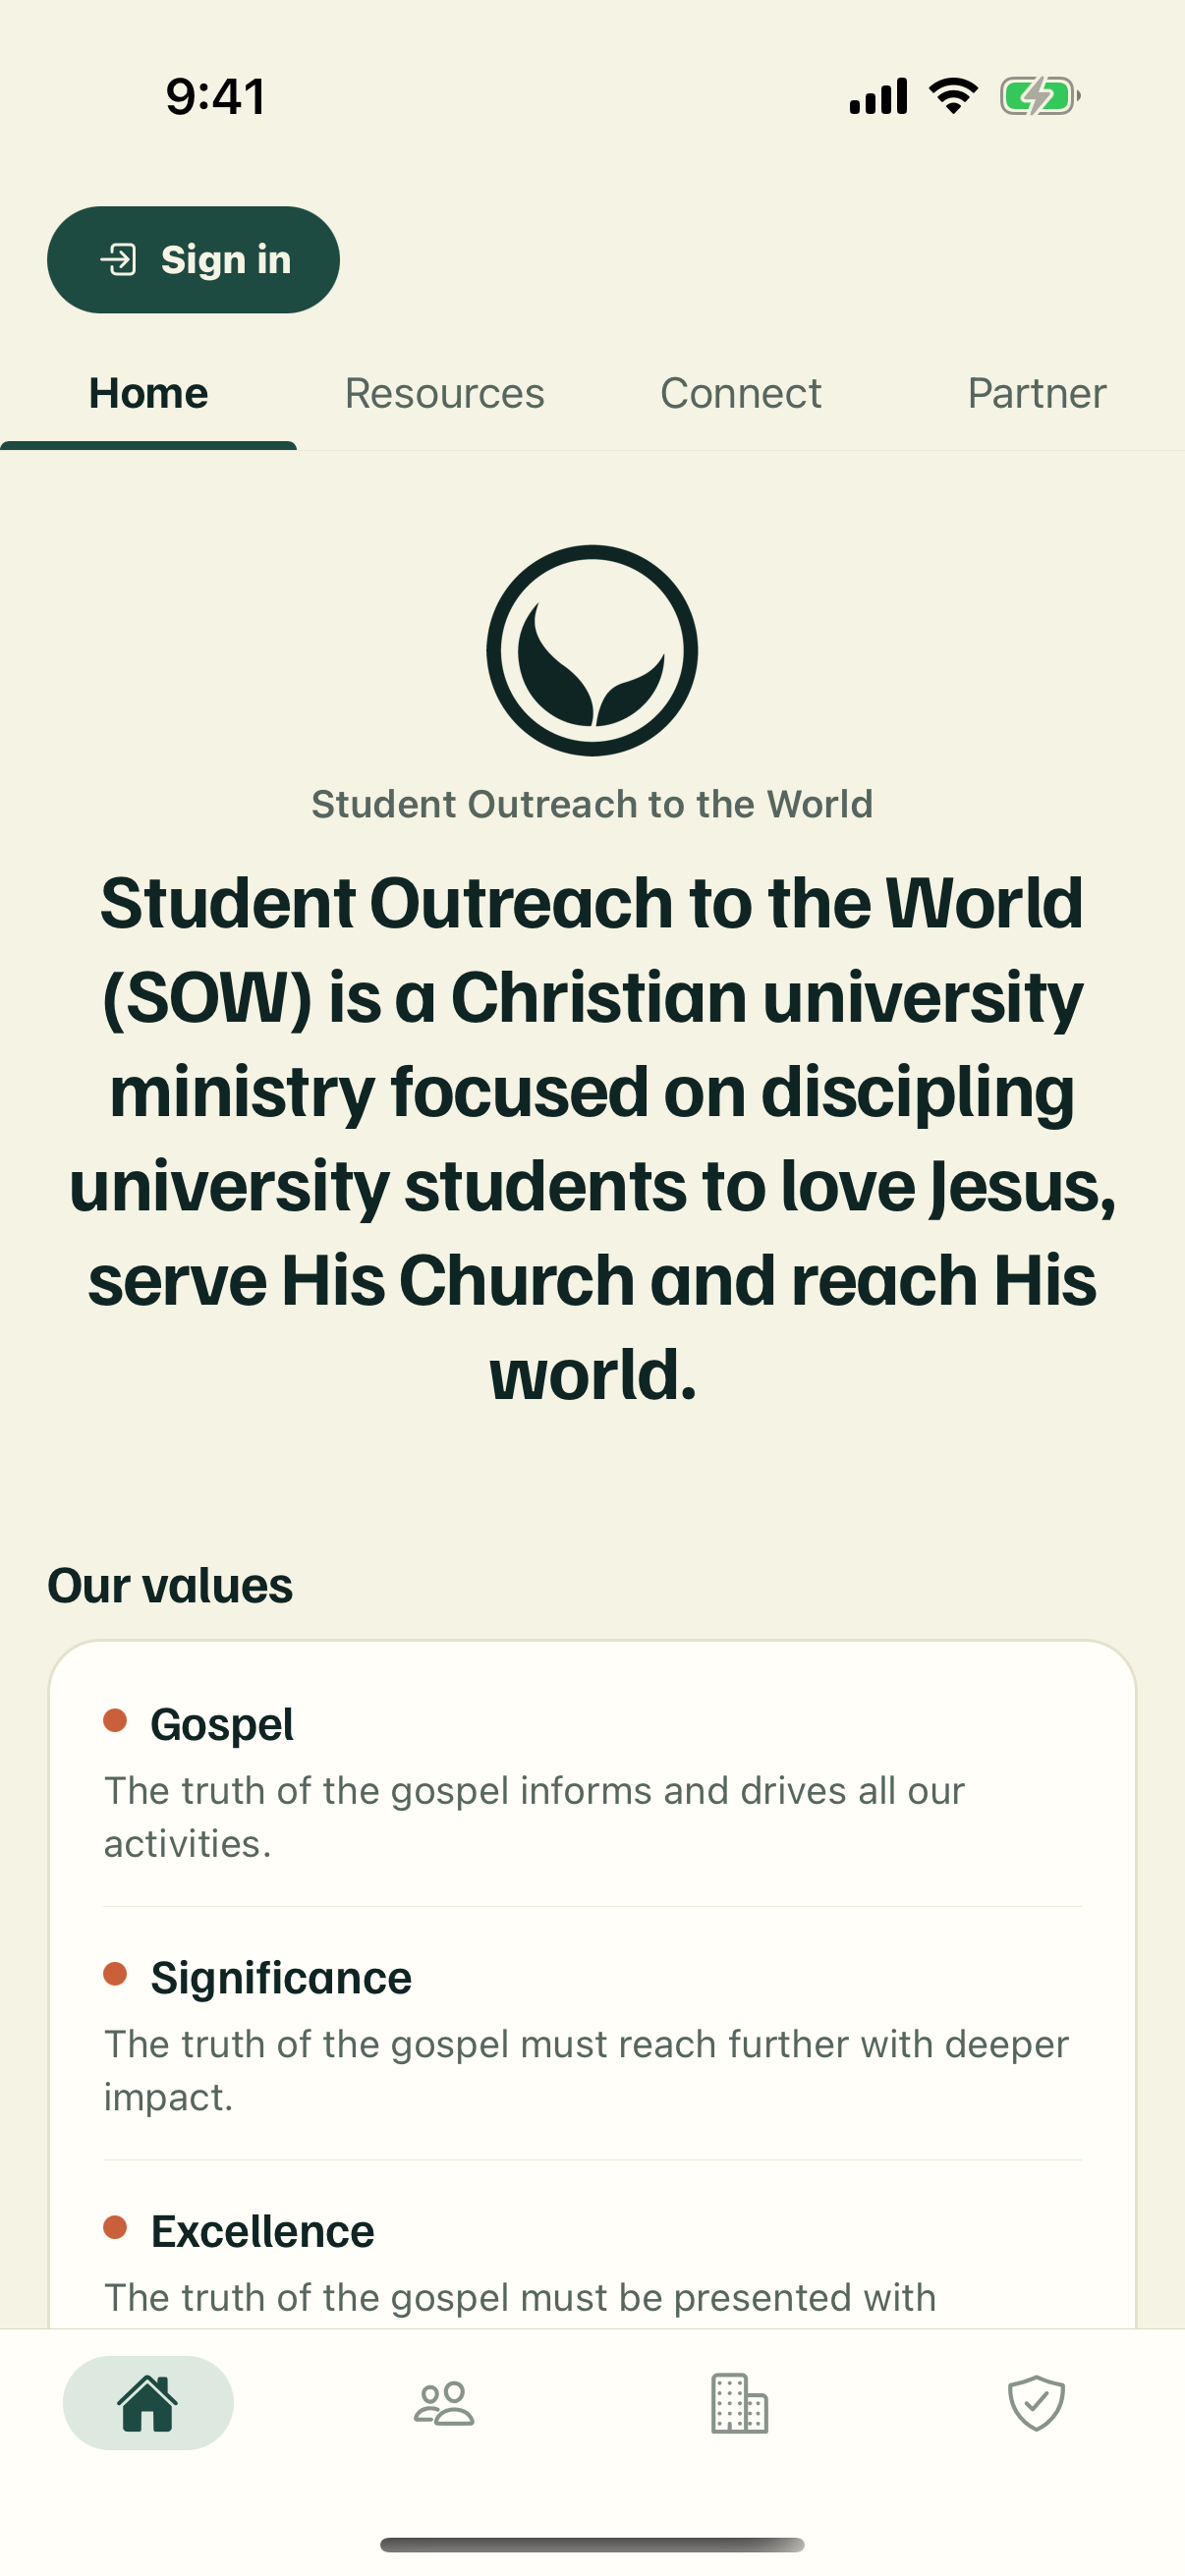 9:41
Sign in
Home
Resources
Connect
Partner
Student Outreach to the World
Student Outreach to the World
(SOW) is a Christian university
ministry focused on discipling
university students to love Jesus,
serve His Church and reach His
world.
Our values
Gospel
The truth of the gospel informs and drives all our
activities.
Significance
The truth of the gospel must reach further with deeper
impact.
Excellence
The truth of the gospel must be presented with